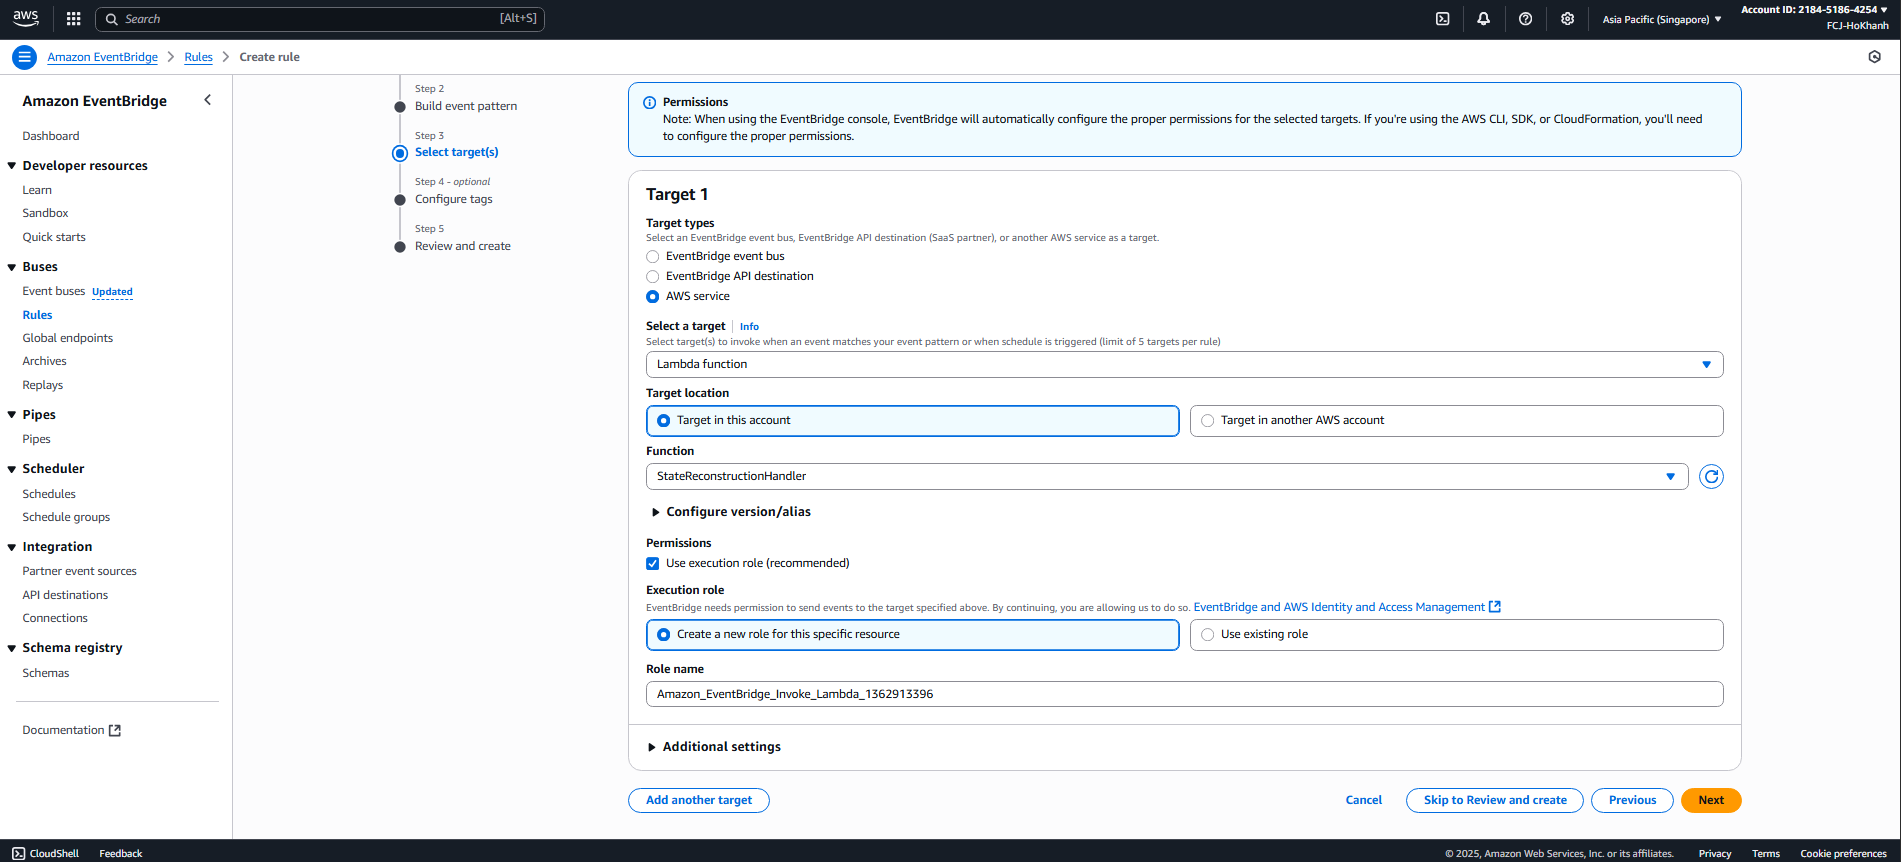 aws
Search
[Alt+S]
Asia Pacific (Singapore)
Account ID: 2184-5186-4254
FCJ-HoKhanh
Amazon EventBridge
Rules
Create rule
Amazon EventBridge
Dashboard
Developer resources
Learn
Sandbox
Quick starts
Buses
Event buses Updated
Rules
Global endpoints
Archives
Replays
Pipes
Pipes
Scheduler
Schedules
Schedule groups
Integration
Partner event sources
API destinations
Connections
Schema registry
Schemas
Documentation
Step 2
Build event pattern
Step 3
Select target(s)
Step 4 - optional
Configure tags
Step 5
Review and create
Permissions
Note: When using the EventBridge console, EventBridge will automatically configure the proper permissions for the selected targets. If you're using the AWS CLI, SDK, or CloudFormation, you'll need
to configure the proper permissions.
Target 1
Target types
Select an EventBridge event bus, EventBridge API destination (SaaS partner), or another AWS service as a target.
EventBridge event bus
EventBridge API destination
AWS service
Select a target Info
Select target(s) to invoke when an event matches your event pattern or when schedule is triggered (limit of 5 targets per rule)
Lambda function
Target location
Target in this account
Target in another AWS account
Function
StateReconstructionHandler
Configure version/alias
Permissions
Use execution role (recommended)
Execution role
EventBridge needs permission to send events to the target specified above. By continuing, you are allowing us to do so. EventBridge and AWS Identity and Access Management
Create a new role for this specific resource
Use existing role
Role name
Amazon_EventBridge_Invoke_Lambda_1362913396
Additional settings
Add another target
Cancel
Skip to Review and create
Previous
Next
CloudShell
Feedback
© 2025, Amazon Web Services, Inc. or its affiliates.
Privacy
Terms
Cookie preferences